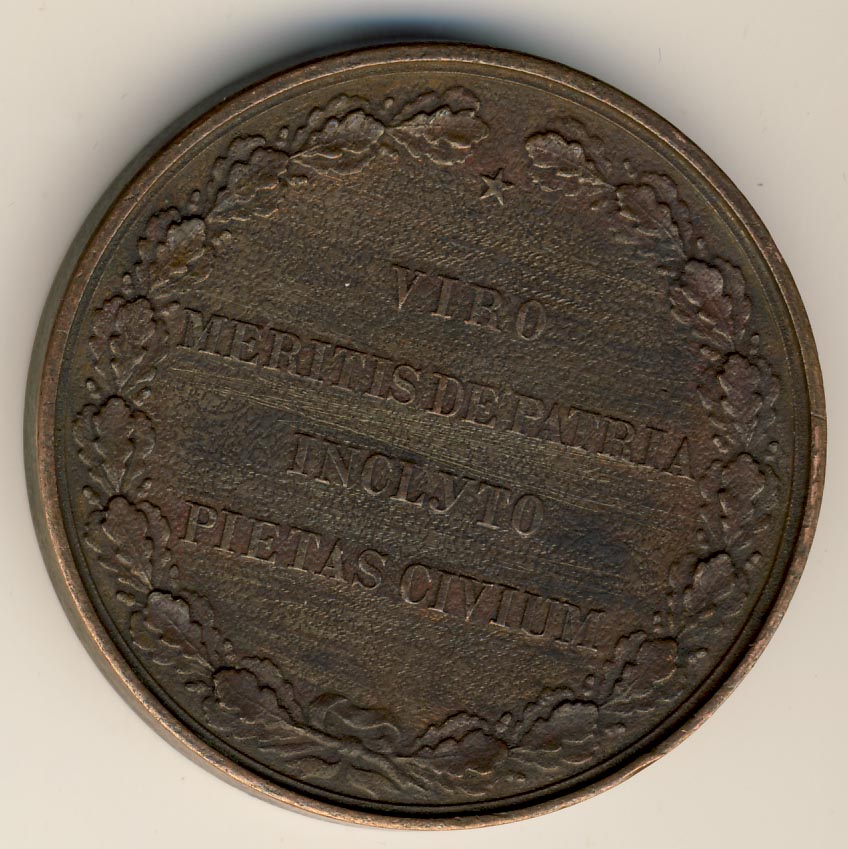 VIRO
MERITIS DE PATRIA
INCLYTO
PIETAS CIVIUM